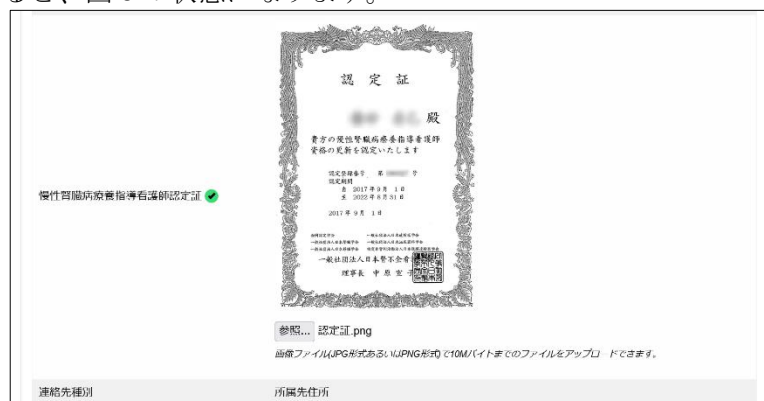 ると、図
の状態になります。
認定証
殿
貴方の慢性腎臓病療養指導看護師
資格の更新を認定いたします
認定登録番号 第 号
認定期間
自 2017年9月1日
至 2022年8月31日
2017年9月1日
慢性腎臓病療養指導看護師認定証
一般社団法人日本腎不全看護
理事長 中原宣子
参照... 認定証.png
画像ファイル(JPG形式あるいはPNG形式)で10Mバイトまでのファイルをアップロードできます。
連絡先種別 所属先住所